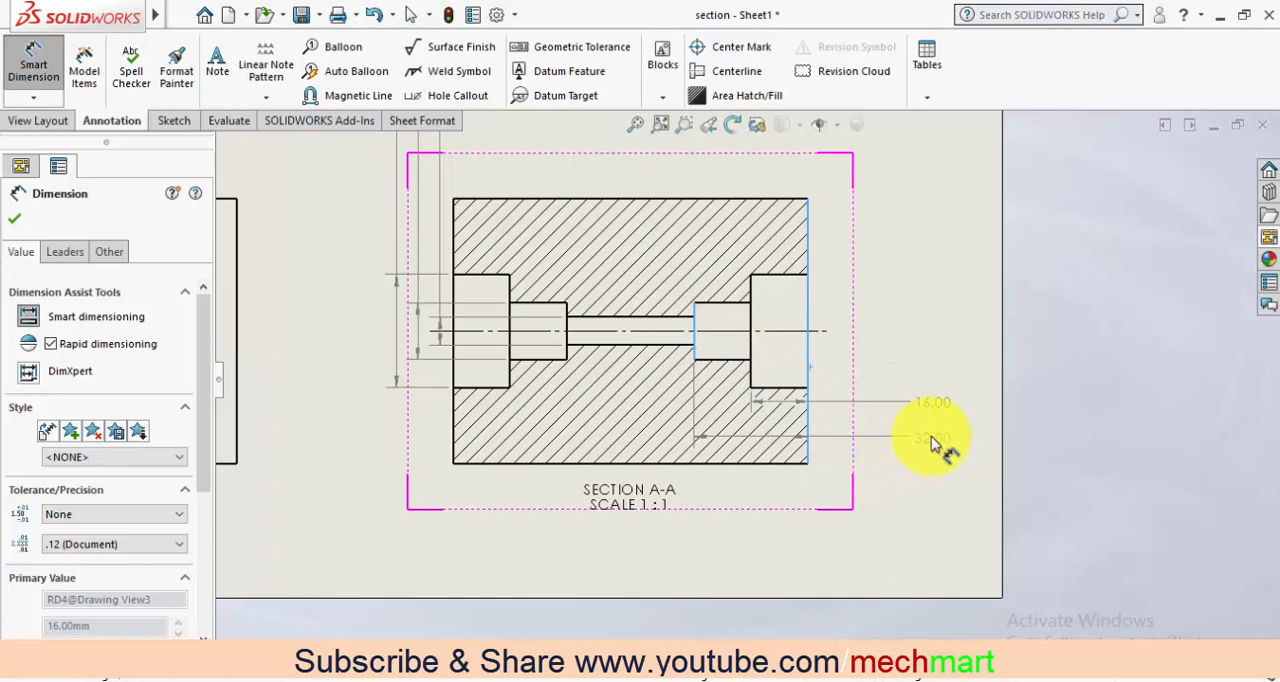 SOLIDWORKS
section - Sheet1 *
Search SOLIDWORKS Help
Smart Dimension
Model Items
Spell Checker
Format Painter
Note
Linear Note Pattern
Balloon
Auto Balloon
Magnetic Line
Surface Finish
Weld Symbol
Hole Callout
Geometric Tolerance
Datum Feature
Datum Target
Blocks
Center Mark
Centerline
Area Hatch/Fill
Revision Symbol
Revision Cloud
Tables
View Layout
Annotation
Sketch
Evaluate
SOLIDWORKS Add-Ins
Sheet Format
Dimension
Value
Leaders
Other
Dimension Assist Tools
Smart dimensioning
Rapid dimensioning
DimXpert
Style
<NONE>
Tolerance/Precision
None
.12 (Document)
Primary Value
RD4@Drawing View3
16.00mm
16.00
32.00
SECTION A-A
SCALE 1 : 1
Activate Windows
Subscribe & Share www.youtube.com/mechmart